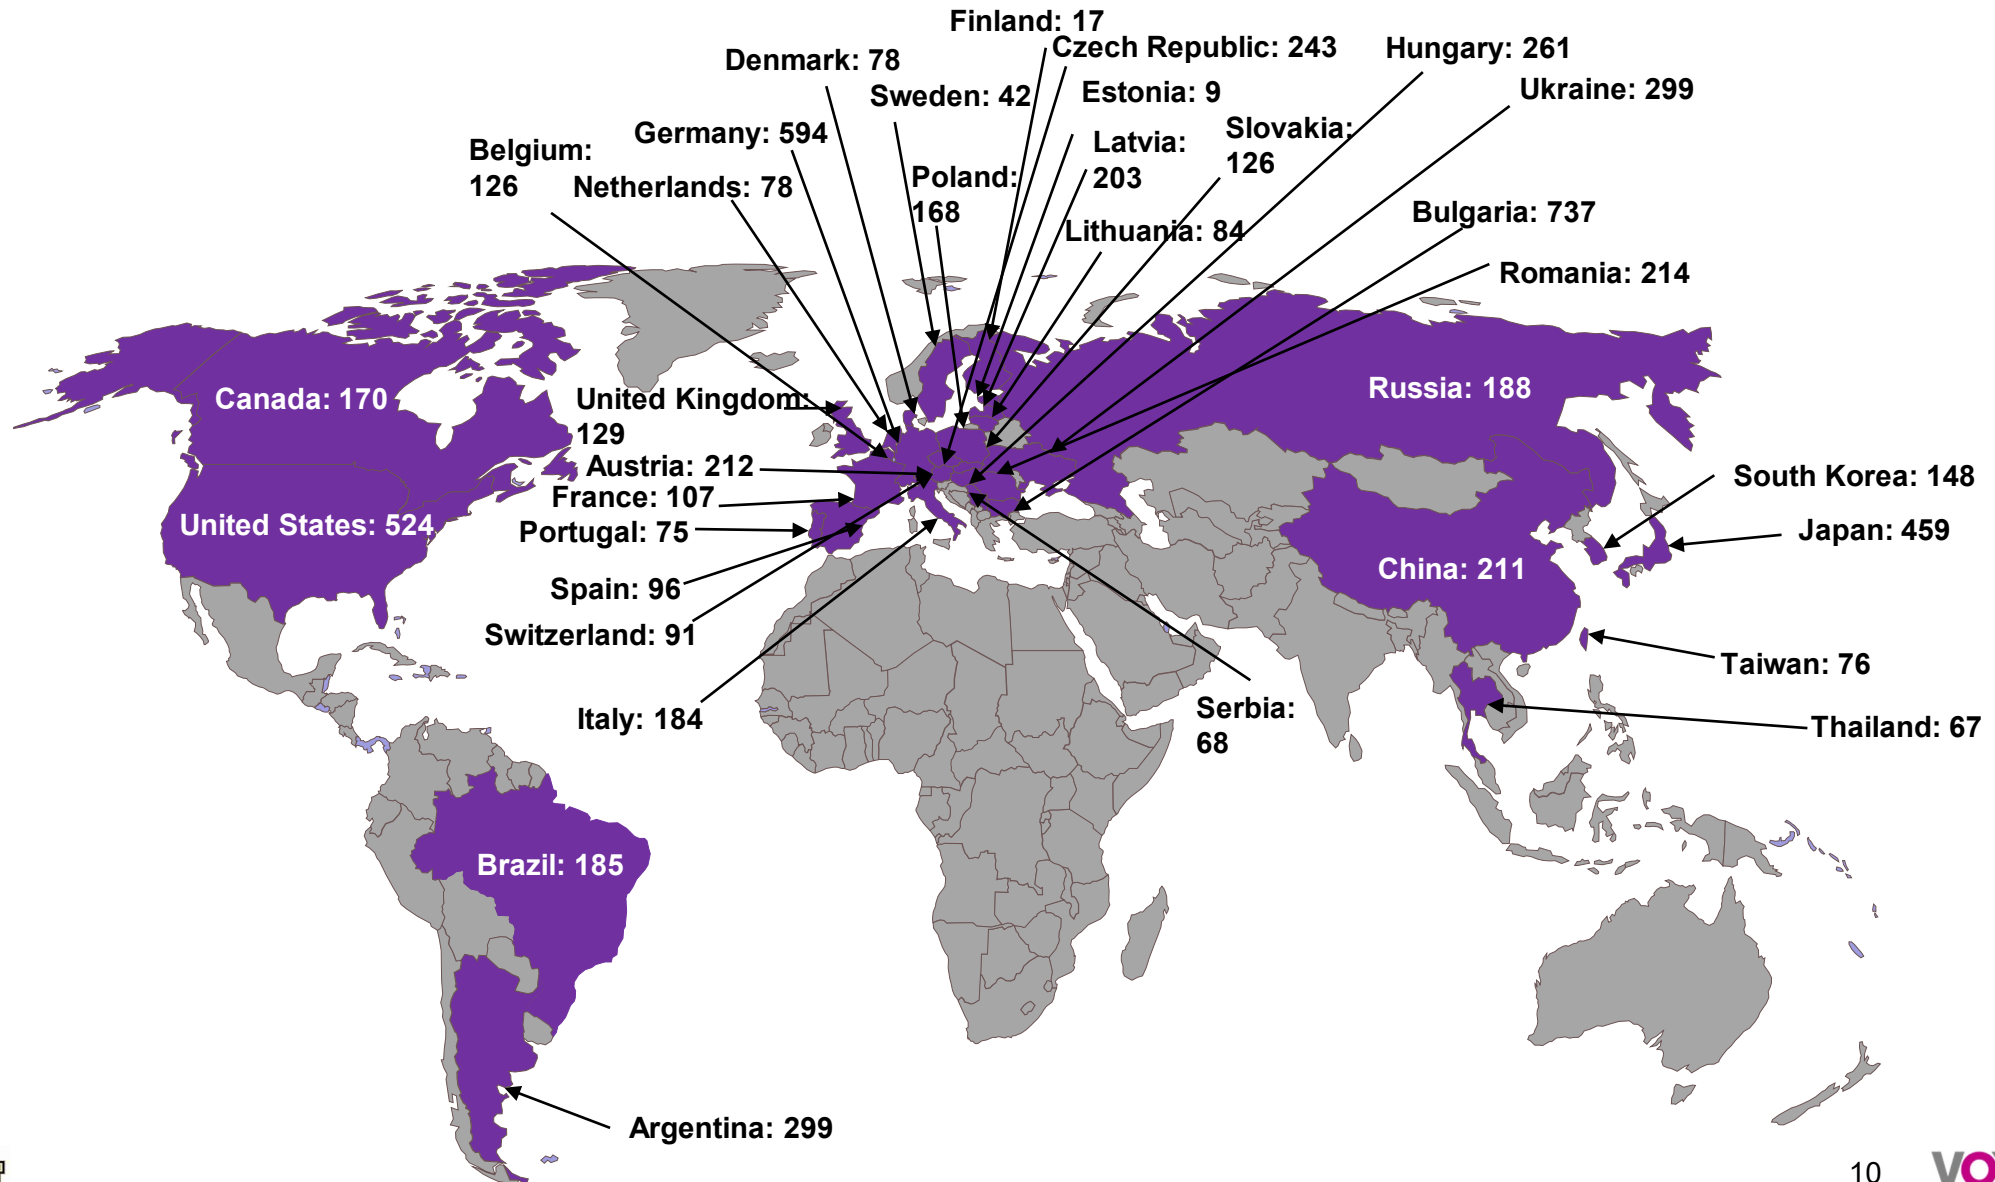 Finland: 17
Czech Republic: 243
Hungary: 261
Denmark: 78
Ukraine: 299
Sweden: 42
Estonia: 9
Germany: 594
Slovakia:
126
Latvia:
203
Belgium:
126
Netherlands: 78
Poland:
168
Bulgaria: 737
Lithuania: 84
Romania: 214
Canada: 170
United Kingdom:
129
Russia: 188
Austria: 212
South Korea: 148
France: 107
United States: 524
Portugal: 75
Japan: 459
China: 211
Spain: 96
Switzerland: 91
Taiwan: 76
Italy: 184
Serbia:
68
Thailand: 67
Brazil: 185
Argentina: 299
10